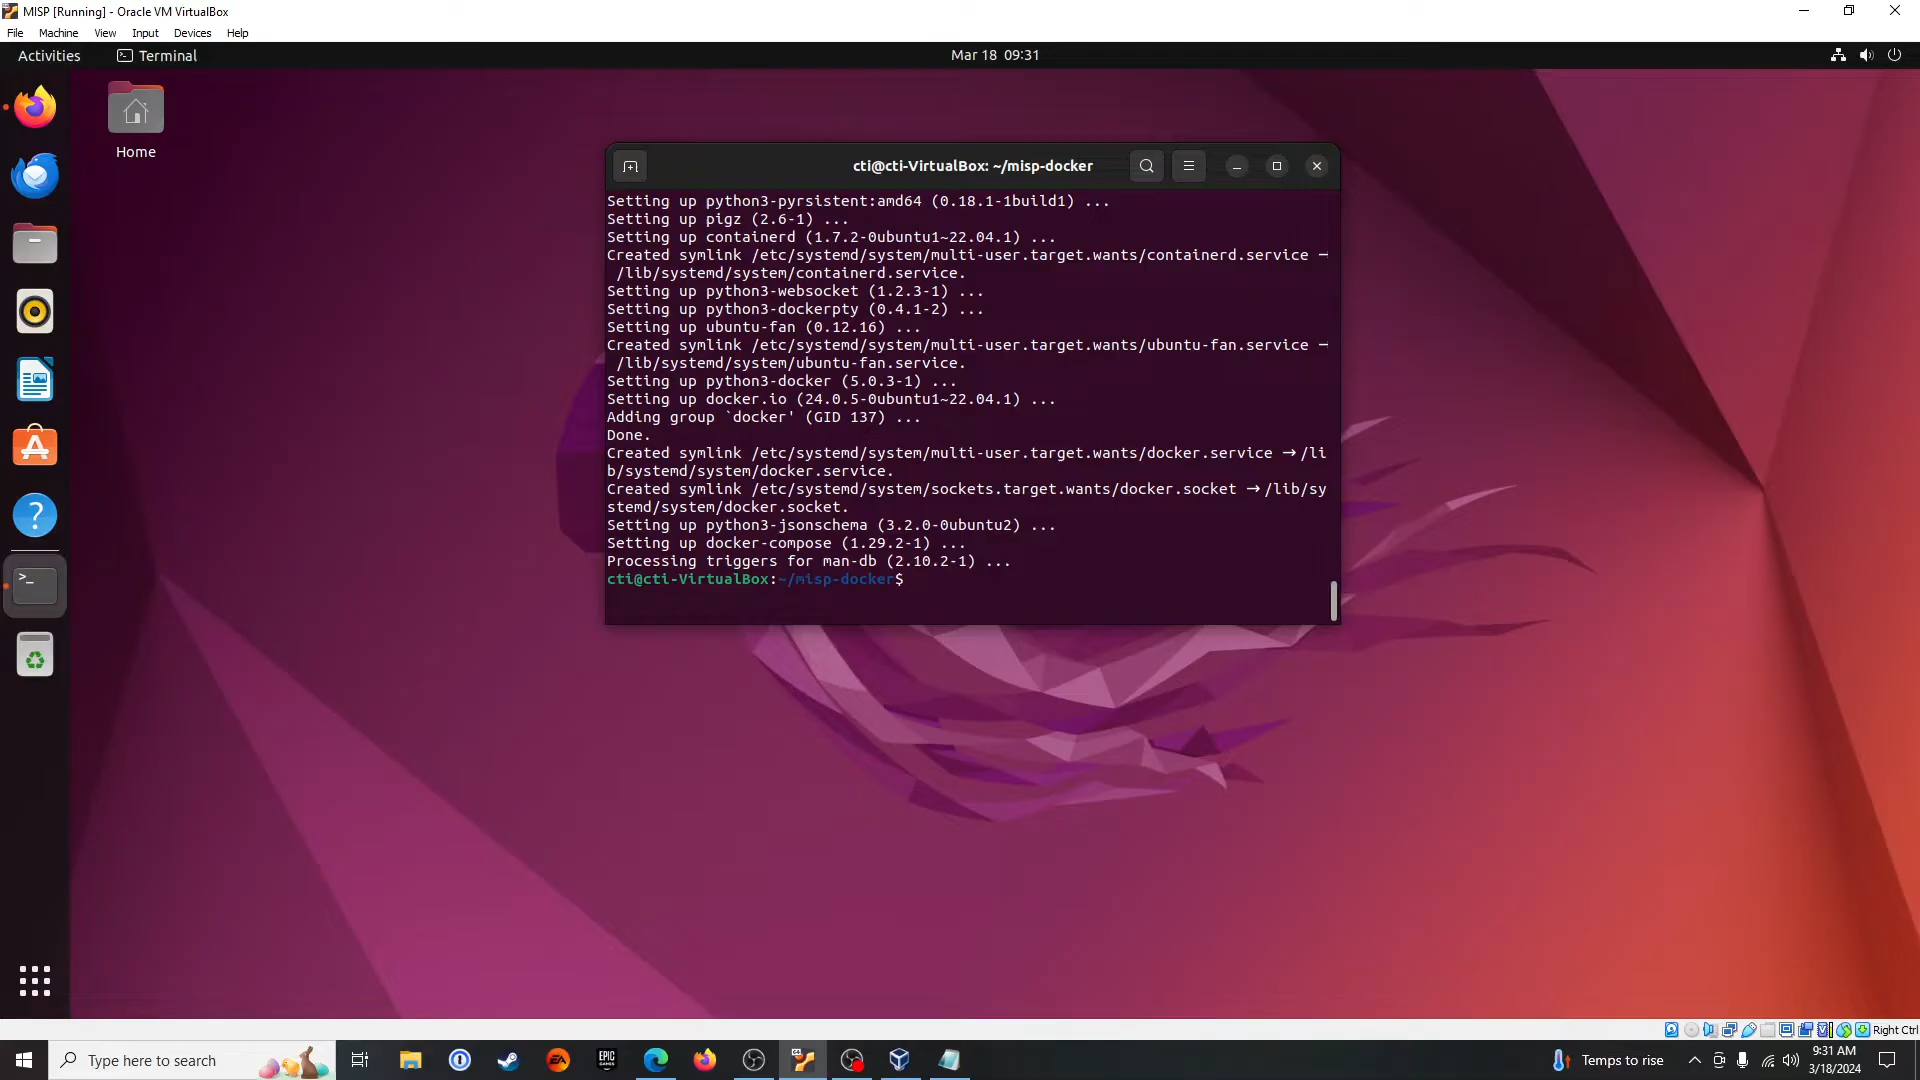 MISP [Running] - Oracle VM VirtualBox
File Machine View Input Devices Help
Activities Terminal Mar 18 09:31
Home
cti@cti-VirtualBox: ~/misp-docker
Setting up python3-pyrsistent:amd64 (0.18.1-1build1) ...
Setting up pigz (2.6-1) ...
Setting up containerd (1.7.2-0ubuntu1~22.04.1) ...
Created symlink /etc/systemd/system/multi-user.target.wants/containerd.service →
/lib/systemd/system/containerd.service.
Setting up python3-websocket (1.2.3-1) ...
Setting up python3-dockerpty (0.4.1-2) ...
Setting up ubuntu-fan (0.12.16) ...
Created symlink /etc/systemd/system/multi-user.target.wants/ubuntu-fan.service →
/lib/systemd/system/ubuntu-fan.service.
Setting up python3-docker (5.0.3-1) ...
Setting up docker.io (24.0.5-0ubuntu1~22.04.1) ...
Adding group `docker' (GID 137) ...
Done.
Created symlink /etc/systemd/system/multi-user.target.wants/docker.service → /li
b/systemd/system/docker.service.
Created symlink /etc/systemd/system/sockets.target.wants/docker.socket → /lib/sy
stemd/system/docker.socket.
Setting up python3-jsonschema (3.2.0-0ubuntu2) ...
Setting up docker-compose (1.29.2-1) ...
Processing triggers for man-db (2.10.2-1) ...
cti@cti-VirtualBox:~/misp-docker$
Right Ctrl
Type here to search
EA
EPIC GAMES
Temps to rise
9:31 AM
3/18/2024